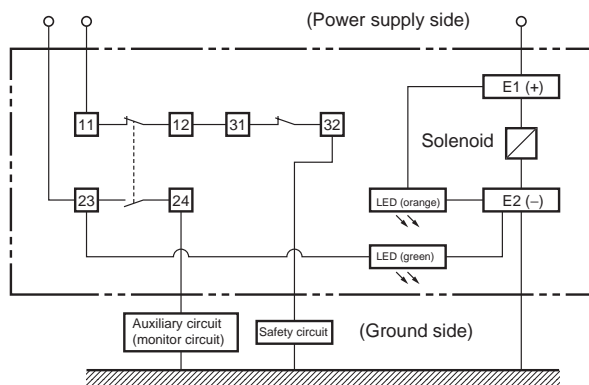 (Power supply side)
E1 (+)
11
12
31
32
Solenoid
23
24
LED (orange)
E2 (−)
LED (green)
Auxiliary circuit
(monitor circuit)
Safety circuit
(Ground side)